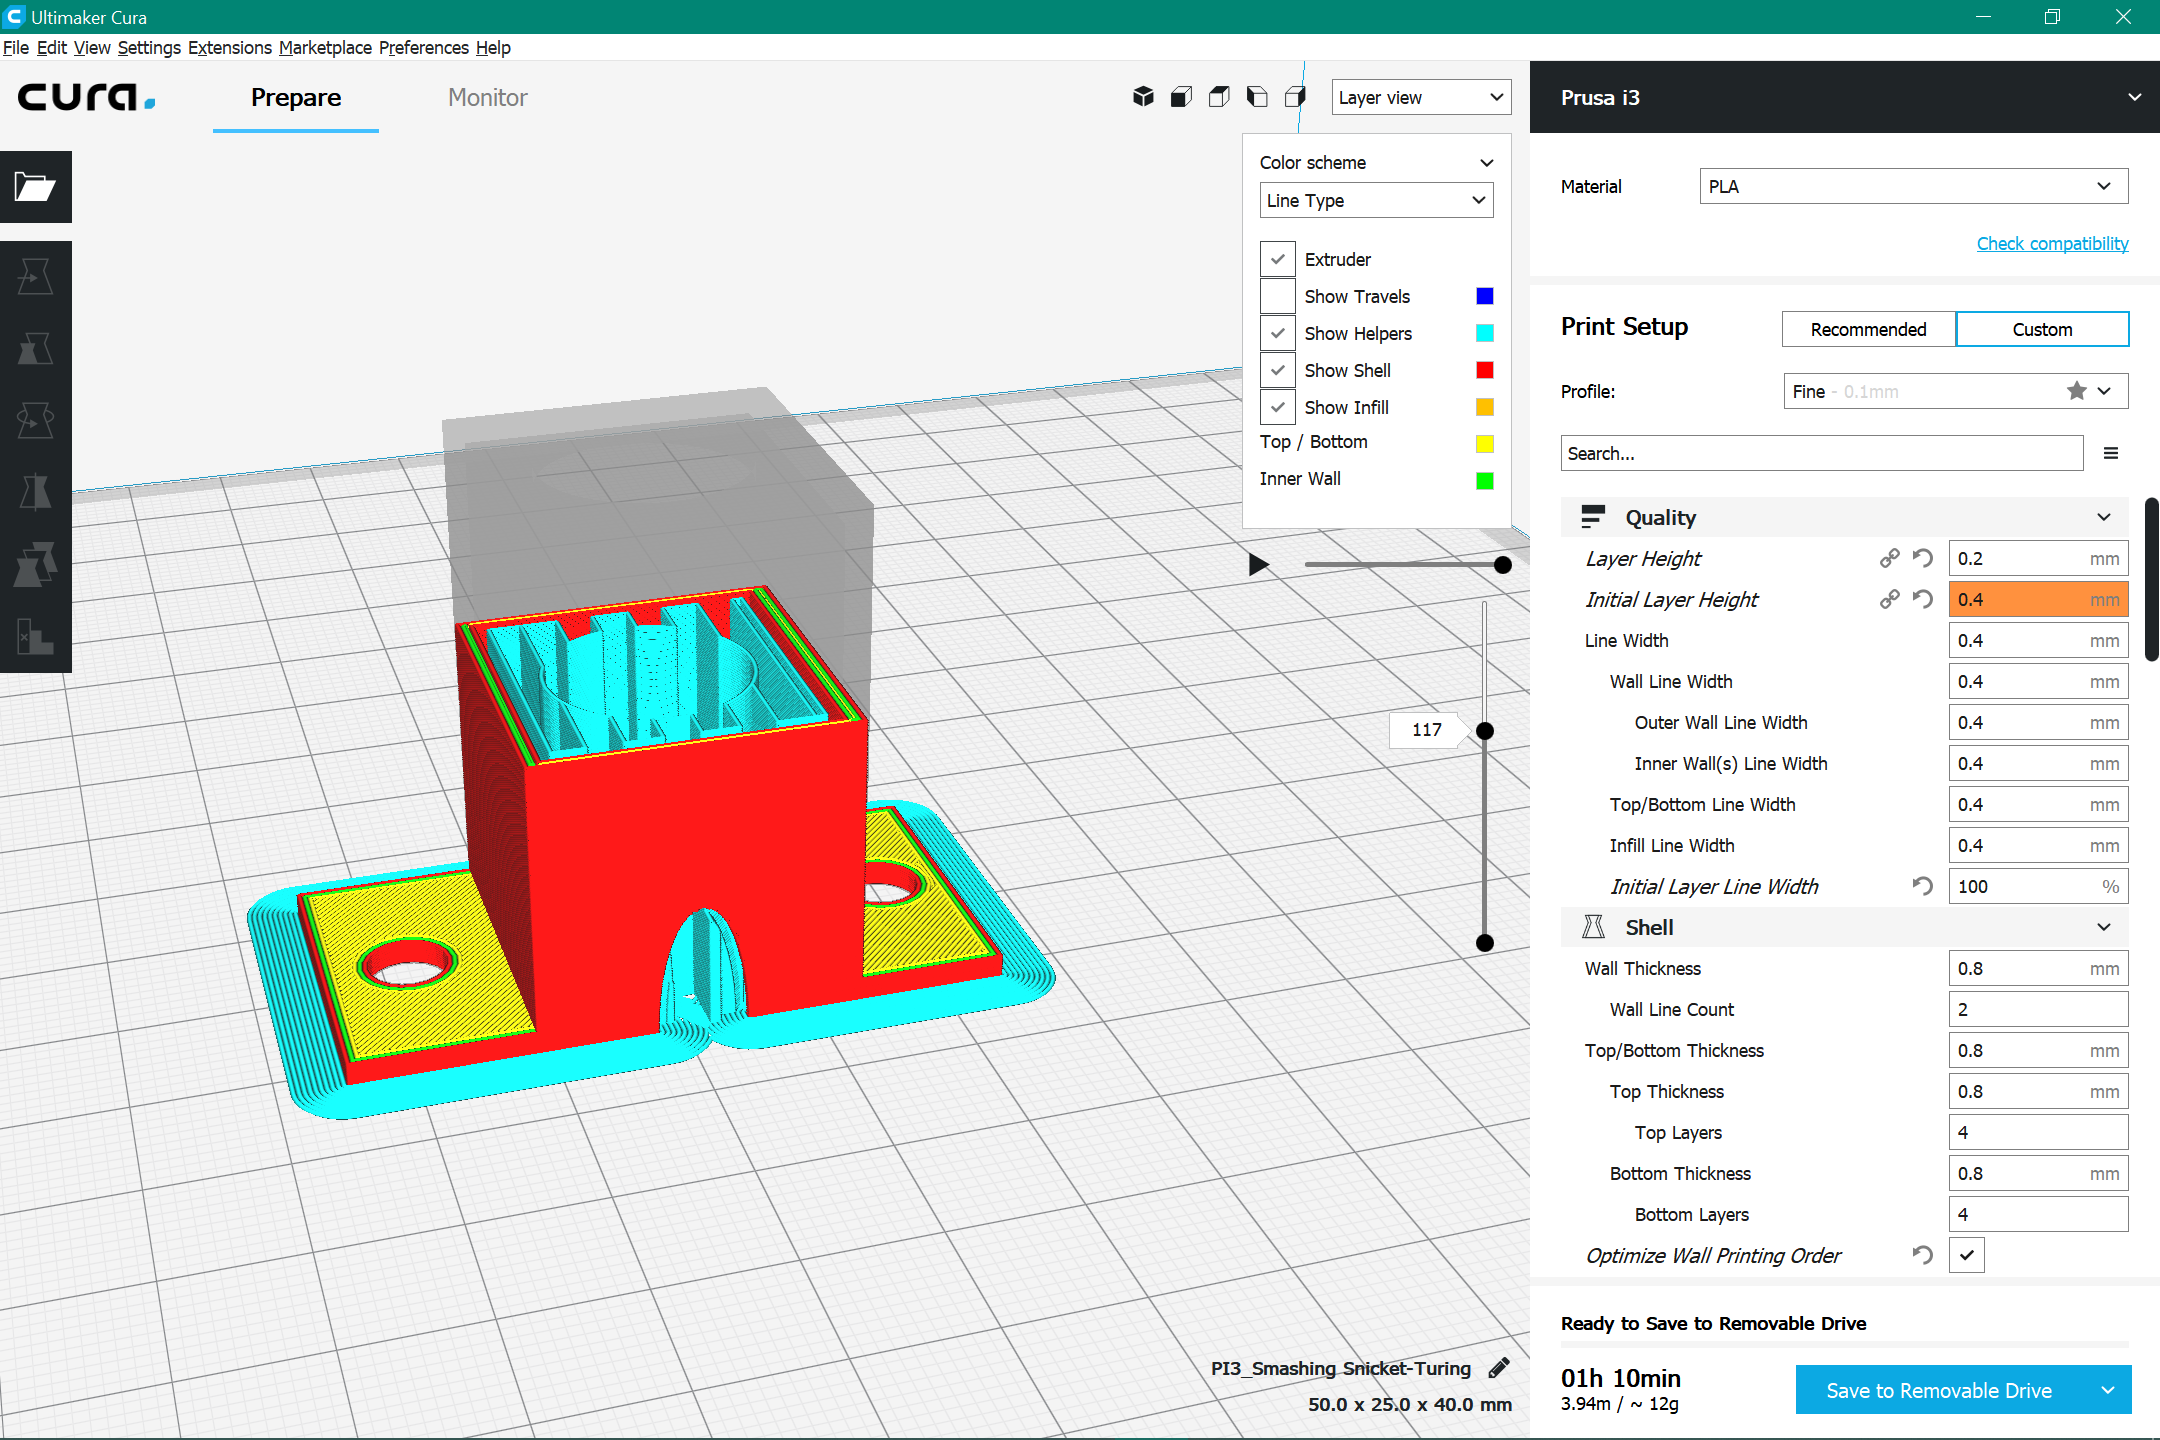 Ultimaker Cura
File Edit View Settings Extensions Marketplace Preferences Help
cura.
Prepare
Monitor
Layer view
Color scheme
Line Type
Extruder
Show Travels
Show Helpers
Show Shell
Show Infill
Top / Bottom
Inner Wall
117
PI3_Smashing Snicket-Turing
50.0 x 25.0 x 40.0 mm
Prusa i3
Material PLA
Check compatibility
Print Setup Recommended Custom
Profile: Fine - 0.1mm
Search...
Quality
Layer Height 0.2 mm
Initial Layer Height 0.4 mm
Line Width 0.4 mm
Wall Line Width 0.4 mm
Outer Wall Line Width 0.4 mm
Inner Wall(s) Line Width 0.4 mm
Top/Bottom Line Width 0.4 mm
Infill Line Width 0.4 mm
Initial Layer Line Width 100 %
Shell
Wall Thickness 0.8 mm
Wall Line Count 2
Top/Bottom Thickness 0.8 mm
Top Thickness 0.8 mm
Top Layers 4
Bottom Thickness 0.8 mm
Bottom Layers 4
Optimize Wall Printing Order
Ready to Save to Removable Drive
01h 10min
3.94m / ~ 12g
Save to Removable Drive